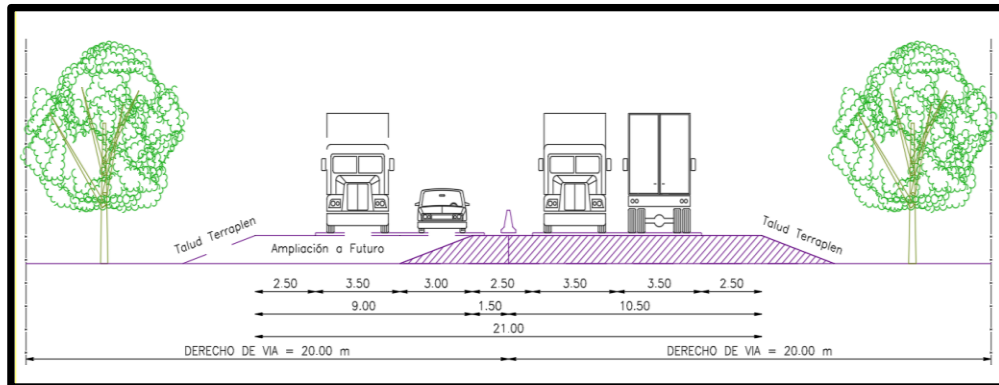 Talud Terraplen
Ampliación a Futuro
Talud Terraplen
2.50 3.50 3.00 2.50 3.50 3.50 2.50
9.00 1.50 10.50
21.00
DERECHO DE VIA = 20.00 m DERECHO DE VIA = 20.00 m